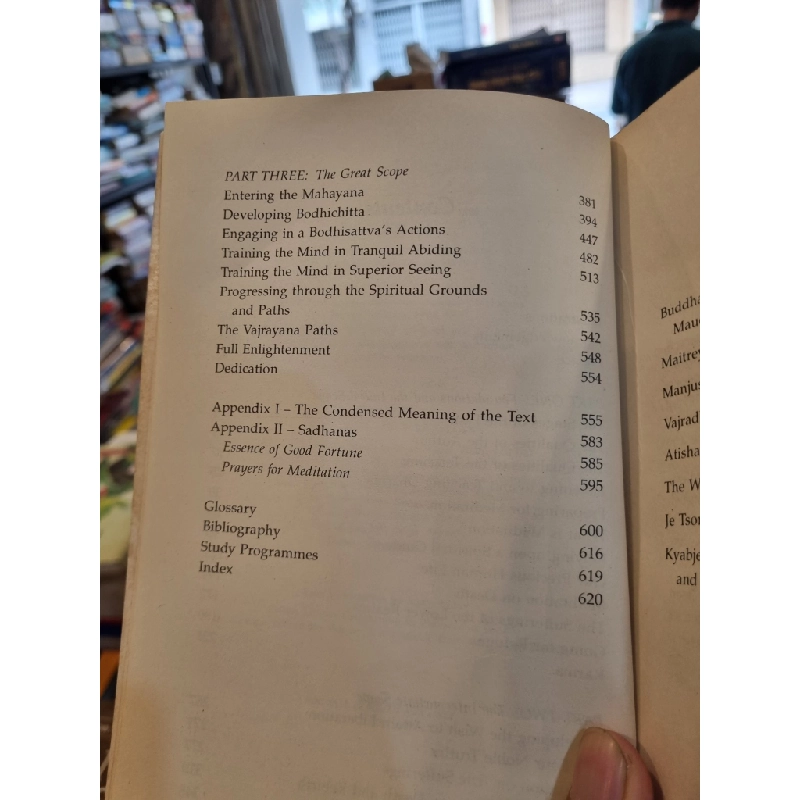 PART THREE: The Great Scope
Entering the Mahayana 381
Developing Bodhichitta 394
Engaging in a Bodhisattva's Actions 447
Training the Mind in Tranquil Abiding 482
Training the Mind in Superior Seeing 513
Progressing through the Spiritual Grounds
and Paths 535
The Vajrayana Paths 542
Full Enlightenment 548
Dedication 554
Appendix I – The Condensed Meaning of the Text 555
Appendix II – Sadhanas 583
Essence of Good Fortune 585
Prayers for Meditation 595
Glossary 600
Bibliography 616
Study Programmes 619
Index 620
Buddha
Mau
Maitrey
Manjus
Vajrad
Atisha
The W
Je Tson
Kyabje
and